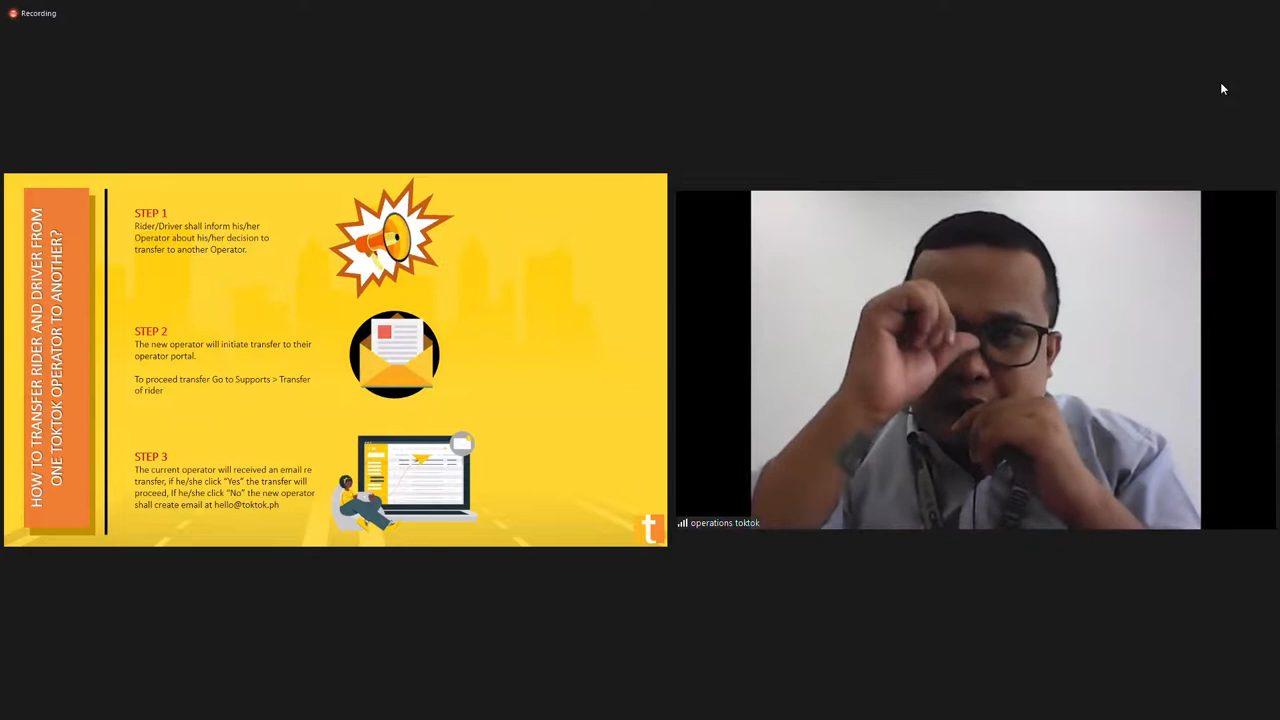 Recording
HOW TO TRANSFER RIDER AND DRIVER FROM
ONE TOKTOK OPERATOR TO ANOTHER?
STEP 1
Rider/Driver shall inform his/her
Operator about his/her decision to
transfer to another Operator.
STEP 2
The new operator will initiate transfer to their
operator portal.
To proceed transfer Go to Supports > Transfer
of rider
STEP 3
The current operator will received an email re
transfer, if he/she click “Yes” the transfer will
proceed, If he/she click “No” the new operator
shall create email at hello@toktok.ph
t
operations toktok